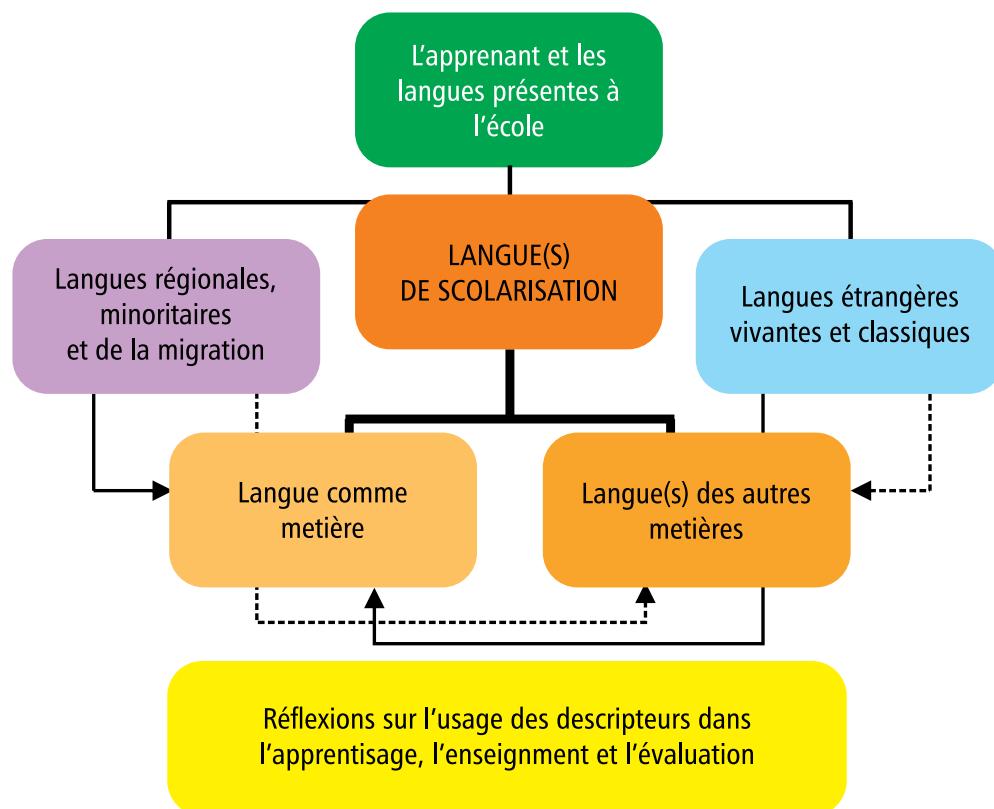 L'apprenant et les
langues présentes à
l'école
LANGUE(S)
DE SCOLARISATION
Langues régionales,
minoritaires
et de la migration
Langues étrangères
vivantes et classiques
Langue comme
metière
Langue(s) des autres
metières
Réflexions sur l'usage des descripteurs dans
l'apprentisage, l'enseignment et l'évaluation